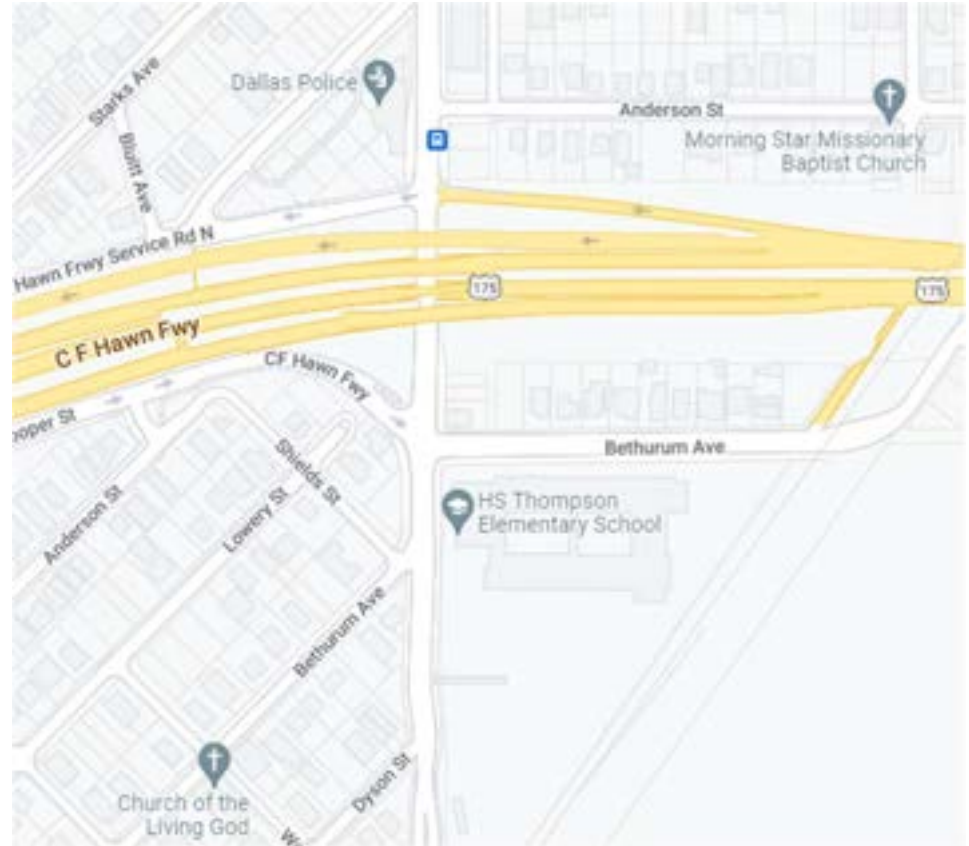 Starks Ave
Dallas Police
Anderson St
Bluitt Ave
Morning Star Missionary
Baptist Church
Hawn Frwy Service Rd N
175
175
C F Hawn Fwy
CF Hawn Fwy
ooper St
Bethurum Ave
Shields St
HS Thompson
Elementary School
Anderson St
Lowery St
Bethurum Ave
Dyson St
Church of the
Living God
W